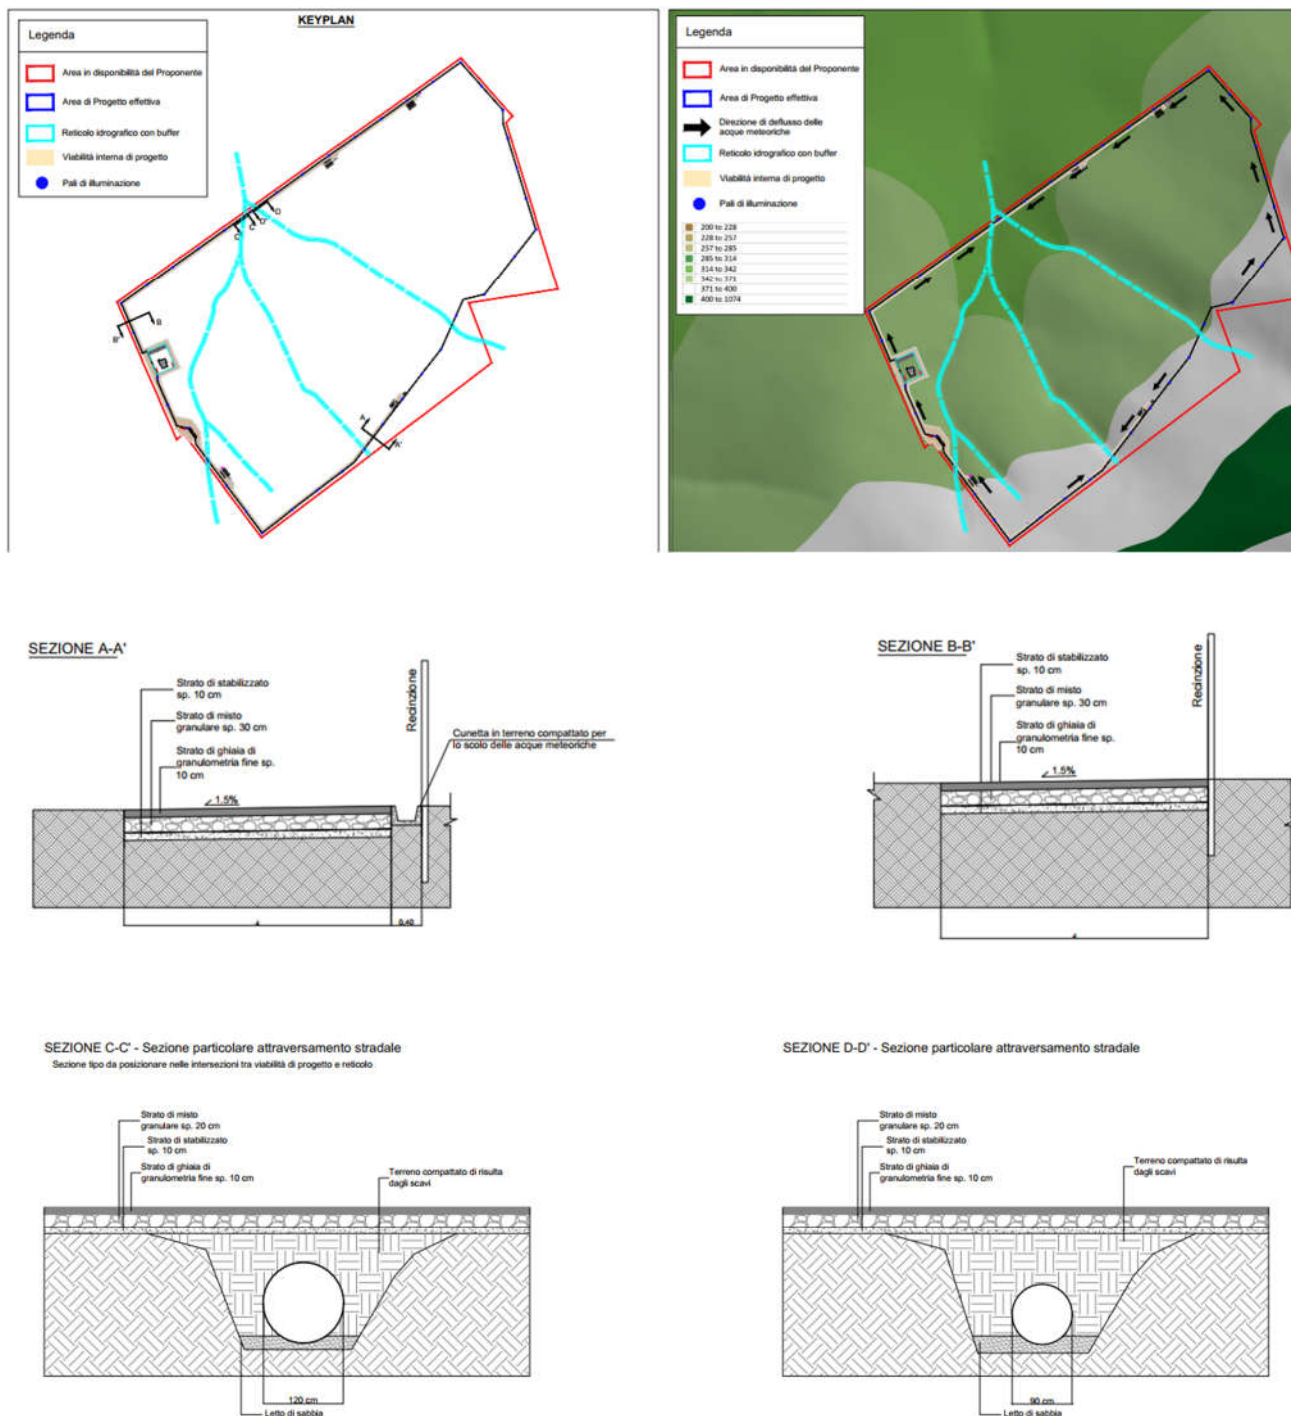 KEYPLAN
Legenda
Area in disponibilità del Proponente
Area di Progetto effettiva
Reticolo idrografico con buffer
Viabilità interna di progetto
Pali di illuminazione
D
D'
C
C'
B
B'
A
A'
Legenda
Area in disponibilità del Proponente
Area di Progetto effettiva
Direzione di deflusso delle
acque meteoriche
Reticolo idrografico con buffer
Viabilità interna di progetto
Pali di illuminazione
200 to 228
228 to 257
257 to 285
285 to 314
314 to 342
342 to 371
371 to 400
400 to 1074
SEZIONE A-A'
Strato di stabilizzato
sp. 10 cm
Strato di misto
granulare sp. 30 cm
Strato di ghiaia di
granulometria fine sp.
10 cm
1.5%
Recinzione
Cunetta in terreno compattato per
lo scolo delle acque meteoriche
4
0.40
SEZIONE B-B'
Strato di stabilizzato
sp. 10 cm
Strato di misto
granulare sp. 30 cm
Strato di ghiaia di
granulometria fine sp.
10 cm
1.5%
Recinzione
4
SEZIONE C-C' - Sezione particolare attraversamento stradale
Sezione tipo da posizionare nelle intersezioni tra viabilità di progetto e reticolo
Strato di misto
granulare sp. 20 cm
Strato di stabilizzato
sp. 10 cm
Strato di ghiaia di
granulometria fine sp. 10 cm
Terreno compattato di risulta
dagli scavi
120 cm
Letto di sabbia
SEZIONE D-D' - Sezione particolare attraversamento stradale
Strato di misto
granulare sp. 20 cm
Strato di stabilizzato
sp. 10 cm
Strato di ghiaia di
granulometria fine sp. 10 cm
Terreno compattato di risulta
dagli scavi
90 cm
Letto di sabbia